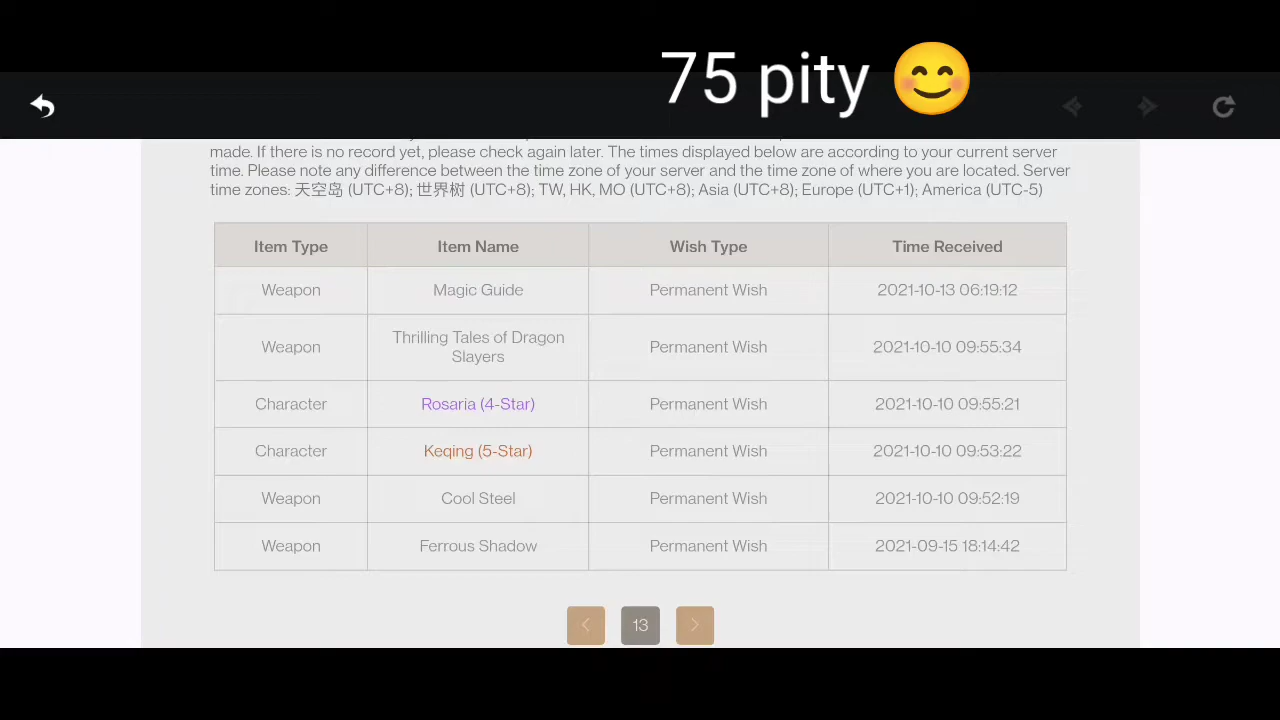 75 pity 😊
made. If there is no record yet, please check again later. The times displayed below are according to your current server
time. Please note any difference between the time zone of your server and the time zone of where you are located. Server
time zones: 天空岛 (UTC+8); 世界树 (UTC+8); TW, HK, MO (UTC+8); Asia (UTC+8); Europe (UTC+1); America (UTC-5)
Item Type Item Name Wish Type Time Received
Weapon Magic Guide Permanent Wish 2021-10-13 06:19:12
Weapon Thrilling Tales of Dragon
Slayers Permanent Wish 2021-10-10 09:55:34
Character Rosaria (4-Star) Permanent Wish 2021-10-10 09:55:21
Character Keqing (5-Star) Permanent Wish 2021-10-10 09:53:22
Weapon Cool Steel Permanent Wish 2021-10-10 09:52:19
Weapon Ferrous Shadow Permanent Wish 2021-09-15 18:14:42
13